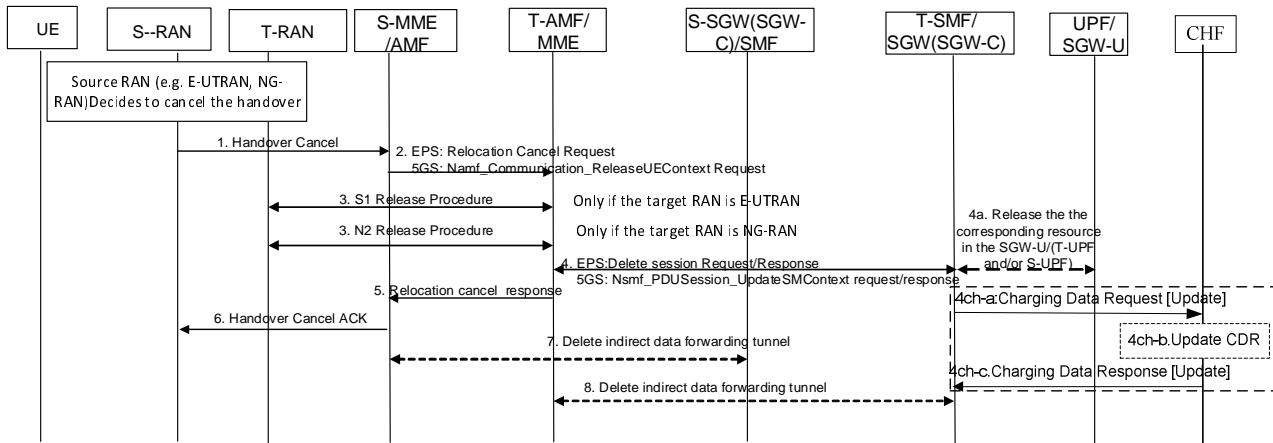 UE
S--RAN
T-RAN
S-MME
/AMF
T-AMF/
MME
S-SGW(SGW-
C)/SMF
T-SMF/
SGW(SGW-C)
UPF/
SGW-U
CHF
Source RAN (e.g. E-UTRAN, NG-
RAN)Decides to cancel the handover
1. Handover Cancel
2. EPS: Relocation Cancel Request
5GS: Namf_Communication_ReleaseUEContext Request
3. S1 Release Procedure
Only if the target RAN is E-UTRAN
3. N2 Release Procedure
Only if the target RAN is NG-RAN
4a. Release the the
corresponding resource
in the SGW-U/(T-UPF
and/or S-UPF)
4. EPS:Delete session Request/Response
5GS: Nsmf_PDUSession_UpdateSMContext request/response
5. Relocation cancel response
4ch-a:Charging Data Request [Update]
6. Handover Cancel ACK
4ch-b.Update CDR
7. Delete indirect data forwarding tunnel
4ch-c.Charging Data Response [Update]
8. Delete indirect data forwarding tunnel